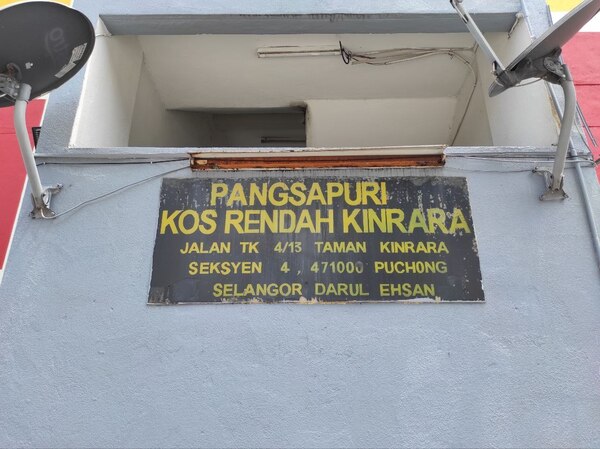 PANGSAPURI
KOS RENDAH KINRARA
JALAN TK 4/13 TAMAN KINRARA
SEKSYEN 4 , 471000 PUCHONG
SELANGOR DARUL EHSAN